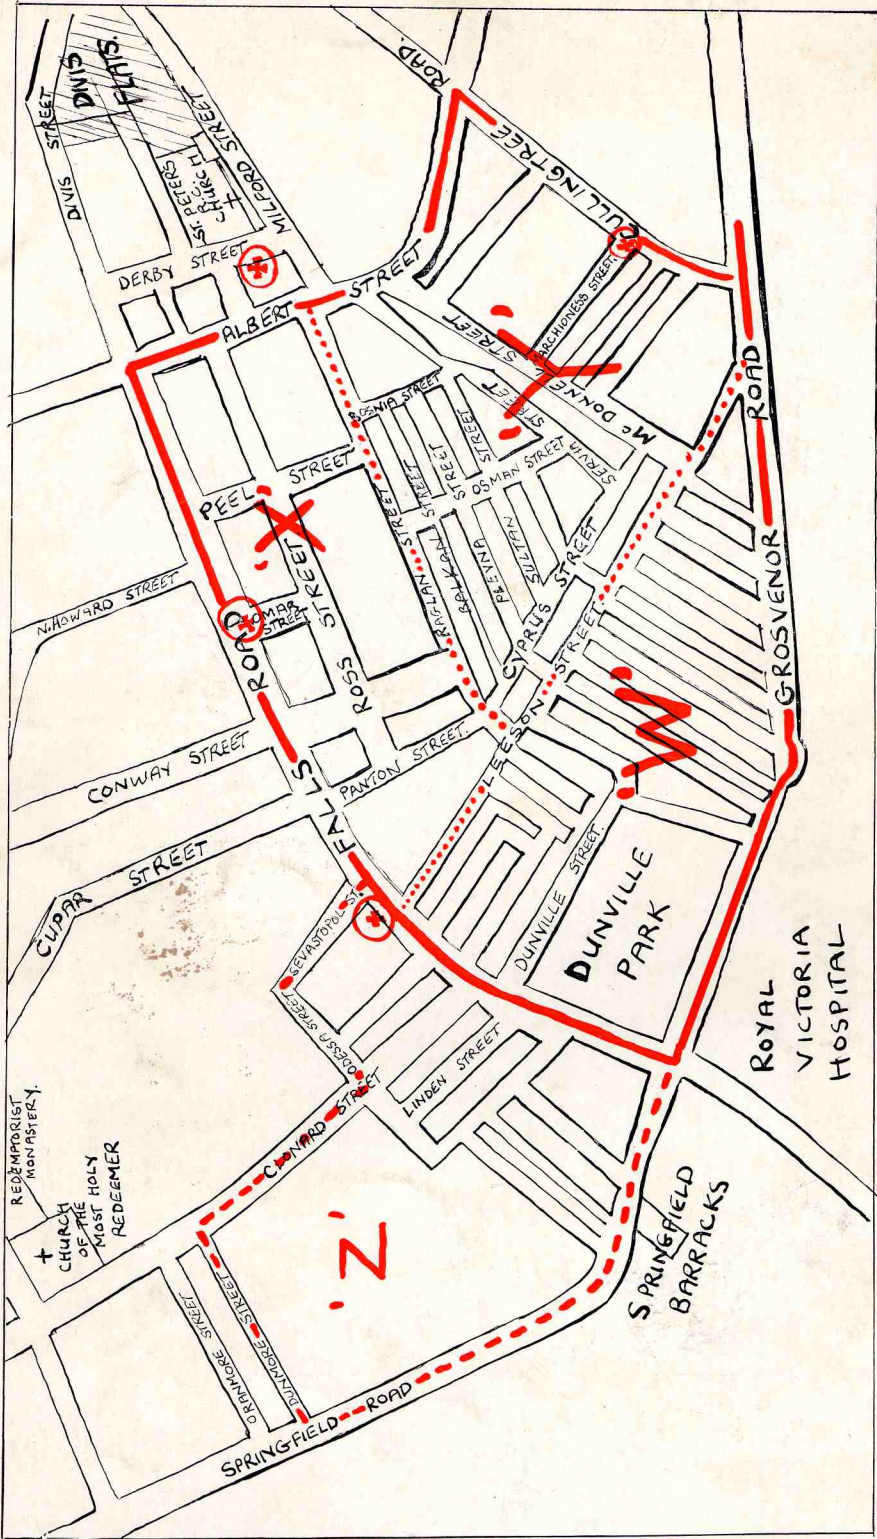 DIVIS
FLATS.
DIVIS STREET
ST. PETERS
R.C.
CHURCH
MILFORD STREET
DERBY STREET
ROAD.
ROAD
CULLINGTREE
ALBERT STREET
MARCHIONESS STREET
'Y'
STREET
Mc DONNELL STREET
BOSNIA STREET
STREET
STREET
STREET
OSMAN STREET
SERVIA STREET
PEEL STREET
'X'
ROSS STREET
OMAR
STREET
N. HOWARD STREET
RAGLAN STREET
BALKAN
PLEVNA
SULTAN
CYPRUS STREET
LEESON STREET
GROSVENOR ROAD
'W'
CONWAY STREET
PANTON STREET.
FALLS ROAD
CUPAR STREET
SEVASTOPOL ST.
DUNVILLE STREET.
DUNVILLE
PARK
ODESSA STREET
LINDEN STREET
CLONARD STREET
ROYAL
VICTORIA
HOSPITAL
REDEMATORIST
MONASTERY.
CHURCH
OF THE
MOST HOLY
REDEEMER
'Z'
SPRINGFIELD
BARRACKS
ORANMORE STREET
DUNMORE STREET
SPRINGFIELD ROAD